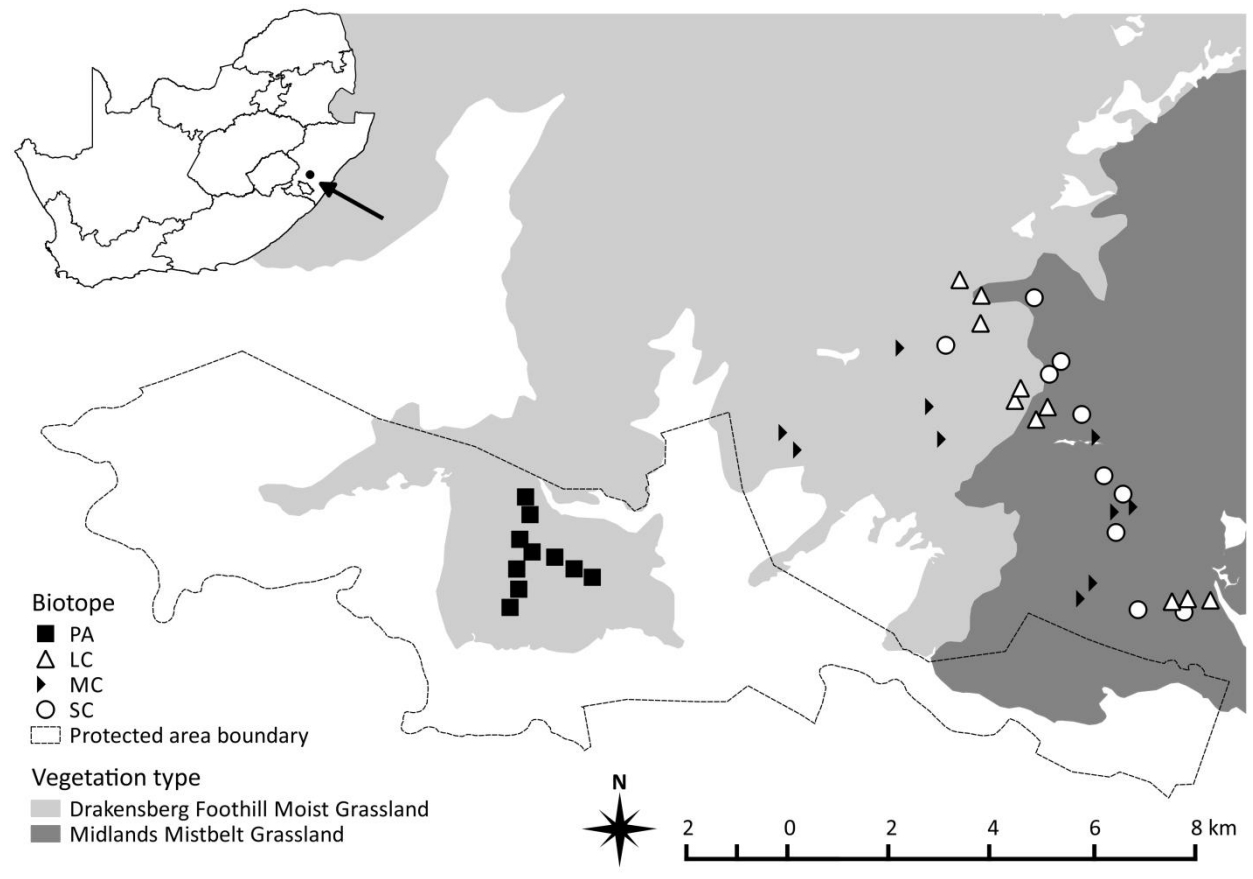 Biotope
PA
LC
MC
SC
Protected area boundary
Vegetation type
Drakensberg Foothill Moist Grassland
Midlands Mistbelt Grassland
N
2 0 2 4 6 8 km